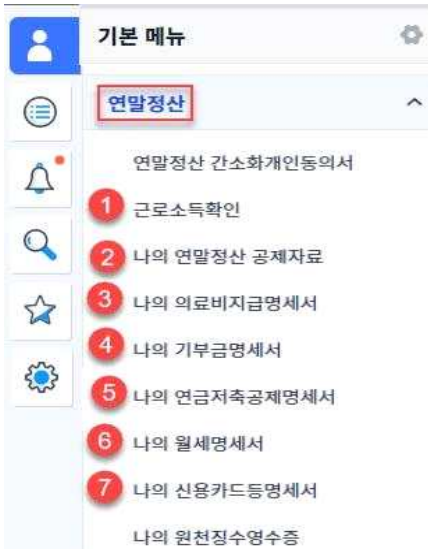 기본 메뉴
연말정산
연말정산 간소화개인동의서
1 근로소득확인
2 나의 연말정산 공제자료
3 나의 의료비지급명세서
4 나의 기부금명세서
5 나의 연금저축공제명세서
6 나의 월세명세서
7 나의 신용카드등명세서
나의 원천징수영수증